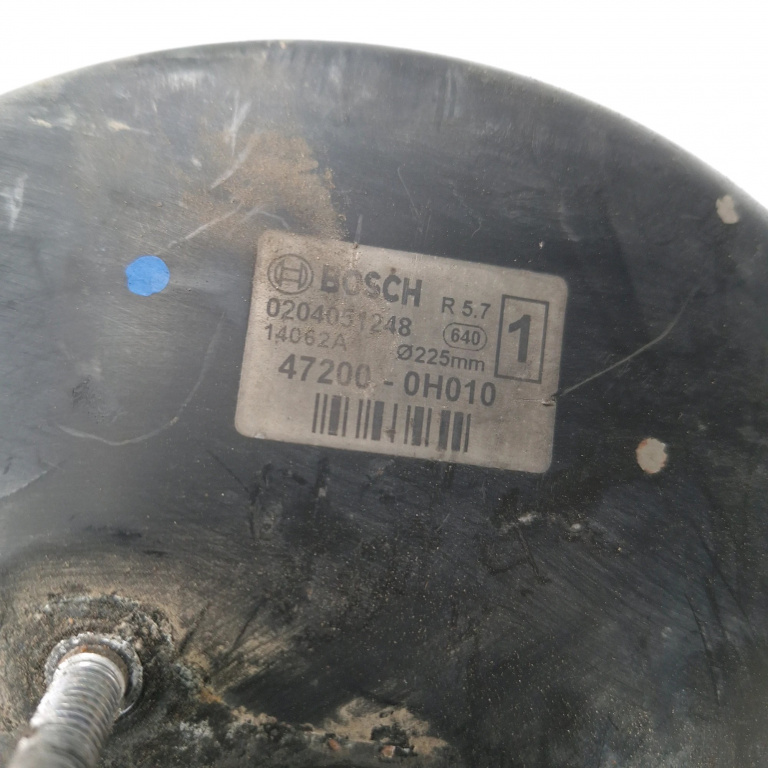 BOSCH R 5.7
0204051248 640 1
14062A Ø225mm
47200 - 0H010